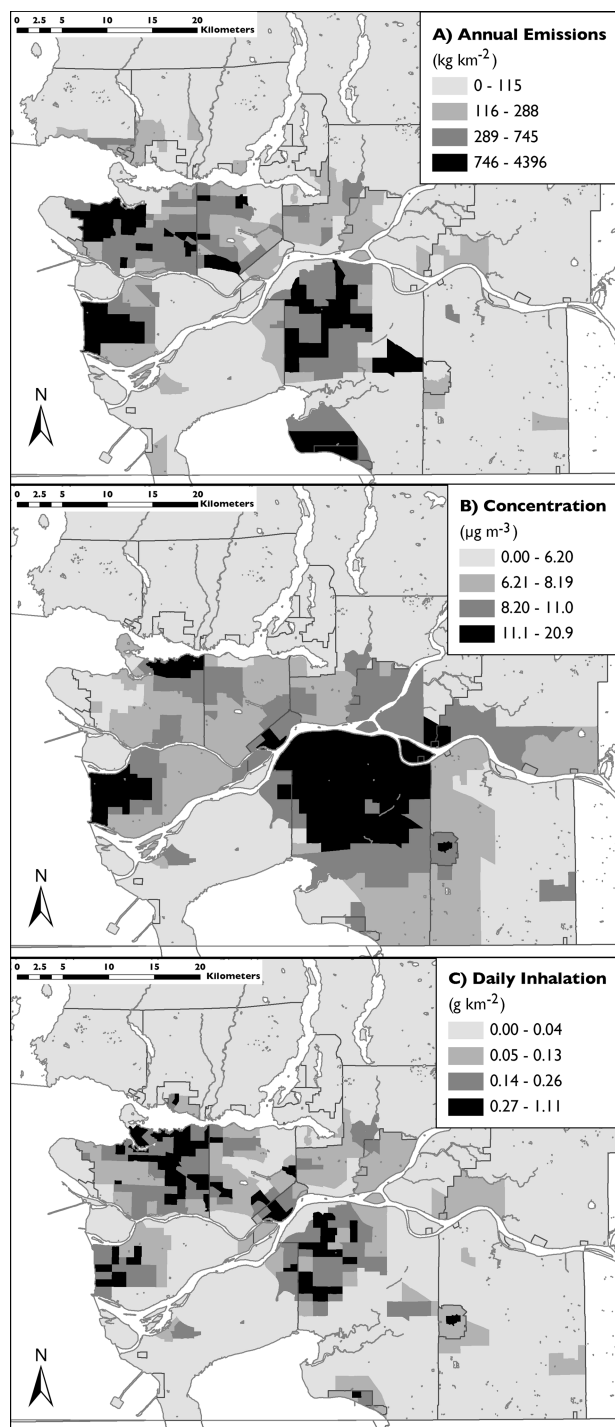 0 2.5 5 10 15 20
Kilometers
A) Annual Emissions
(kg km⁻²)
0 - 115
116 - 288
289 - 745
746 - 4396
N
0 2.5 5 10 15 20
Kilometers
B) Concentration
(µg m⁻³)
0.00 - 6.20
6.21 - 8.19
8.20 - 11.0
11.1 - 20.9
N
0 2.5 5 10 15 20
Kilometers
C) Daily Inhalation
(g km⁻²)
0.00 - 0.04
0.05 - 0.13
0.14 - 0.26
0.27 - 1.11
N